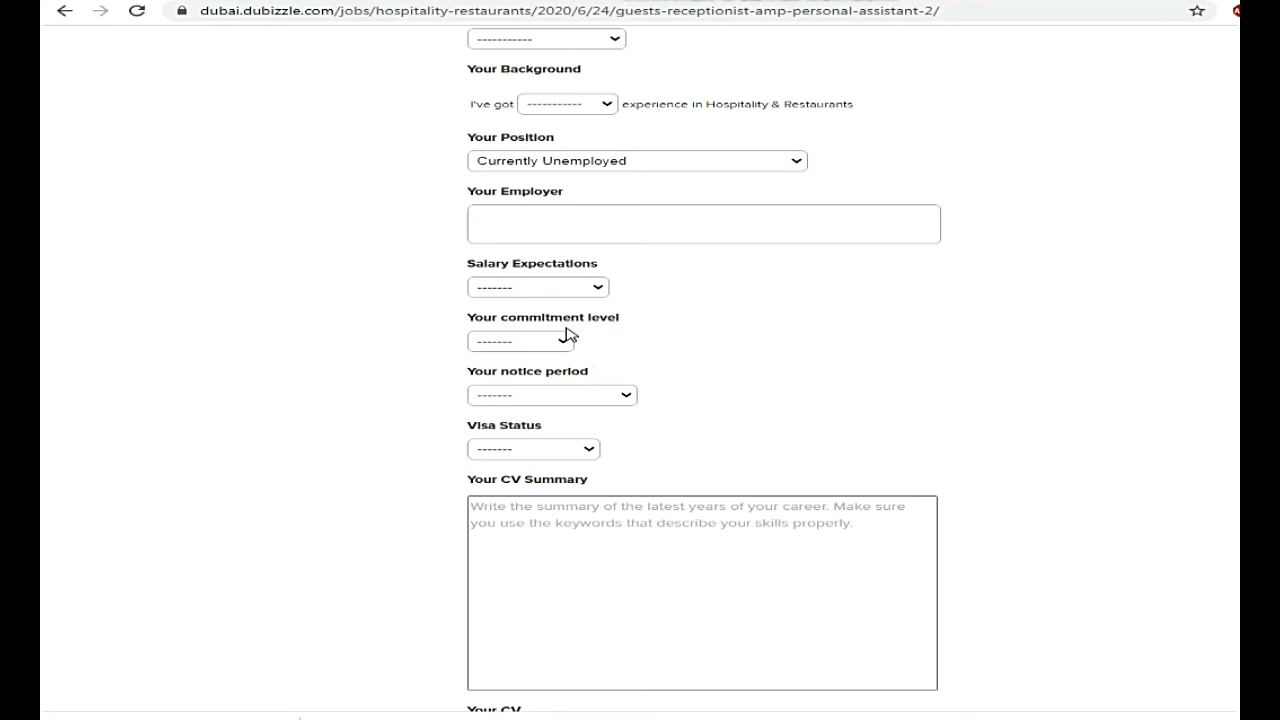 dubai.dubizzle.com/jobs/hospitality-restaurants/2020/6/24/guests-receptionist-amp-personal-assistant-2/
-----------
Your Background
I've got ----------- experience in Hospitality & Restaurants
Your Position
Currently Unemployed
Your Employer
Salary Expectations
-------
Your commitment level
-------
Your notice period
-------
Visa Status
-------
Your CV Summary
Write the summary of the latest years of your career. Make sure
you use the keywords that describe your skills properly.
Your CV